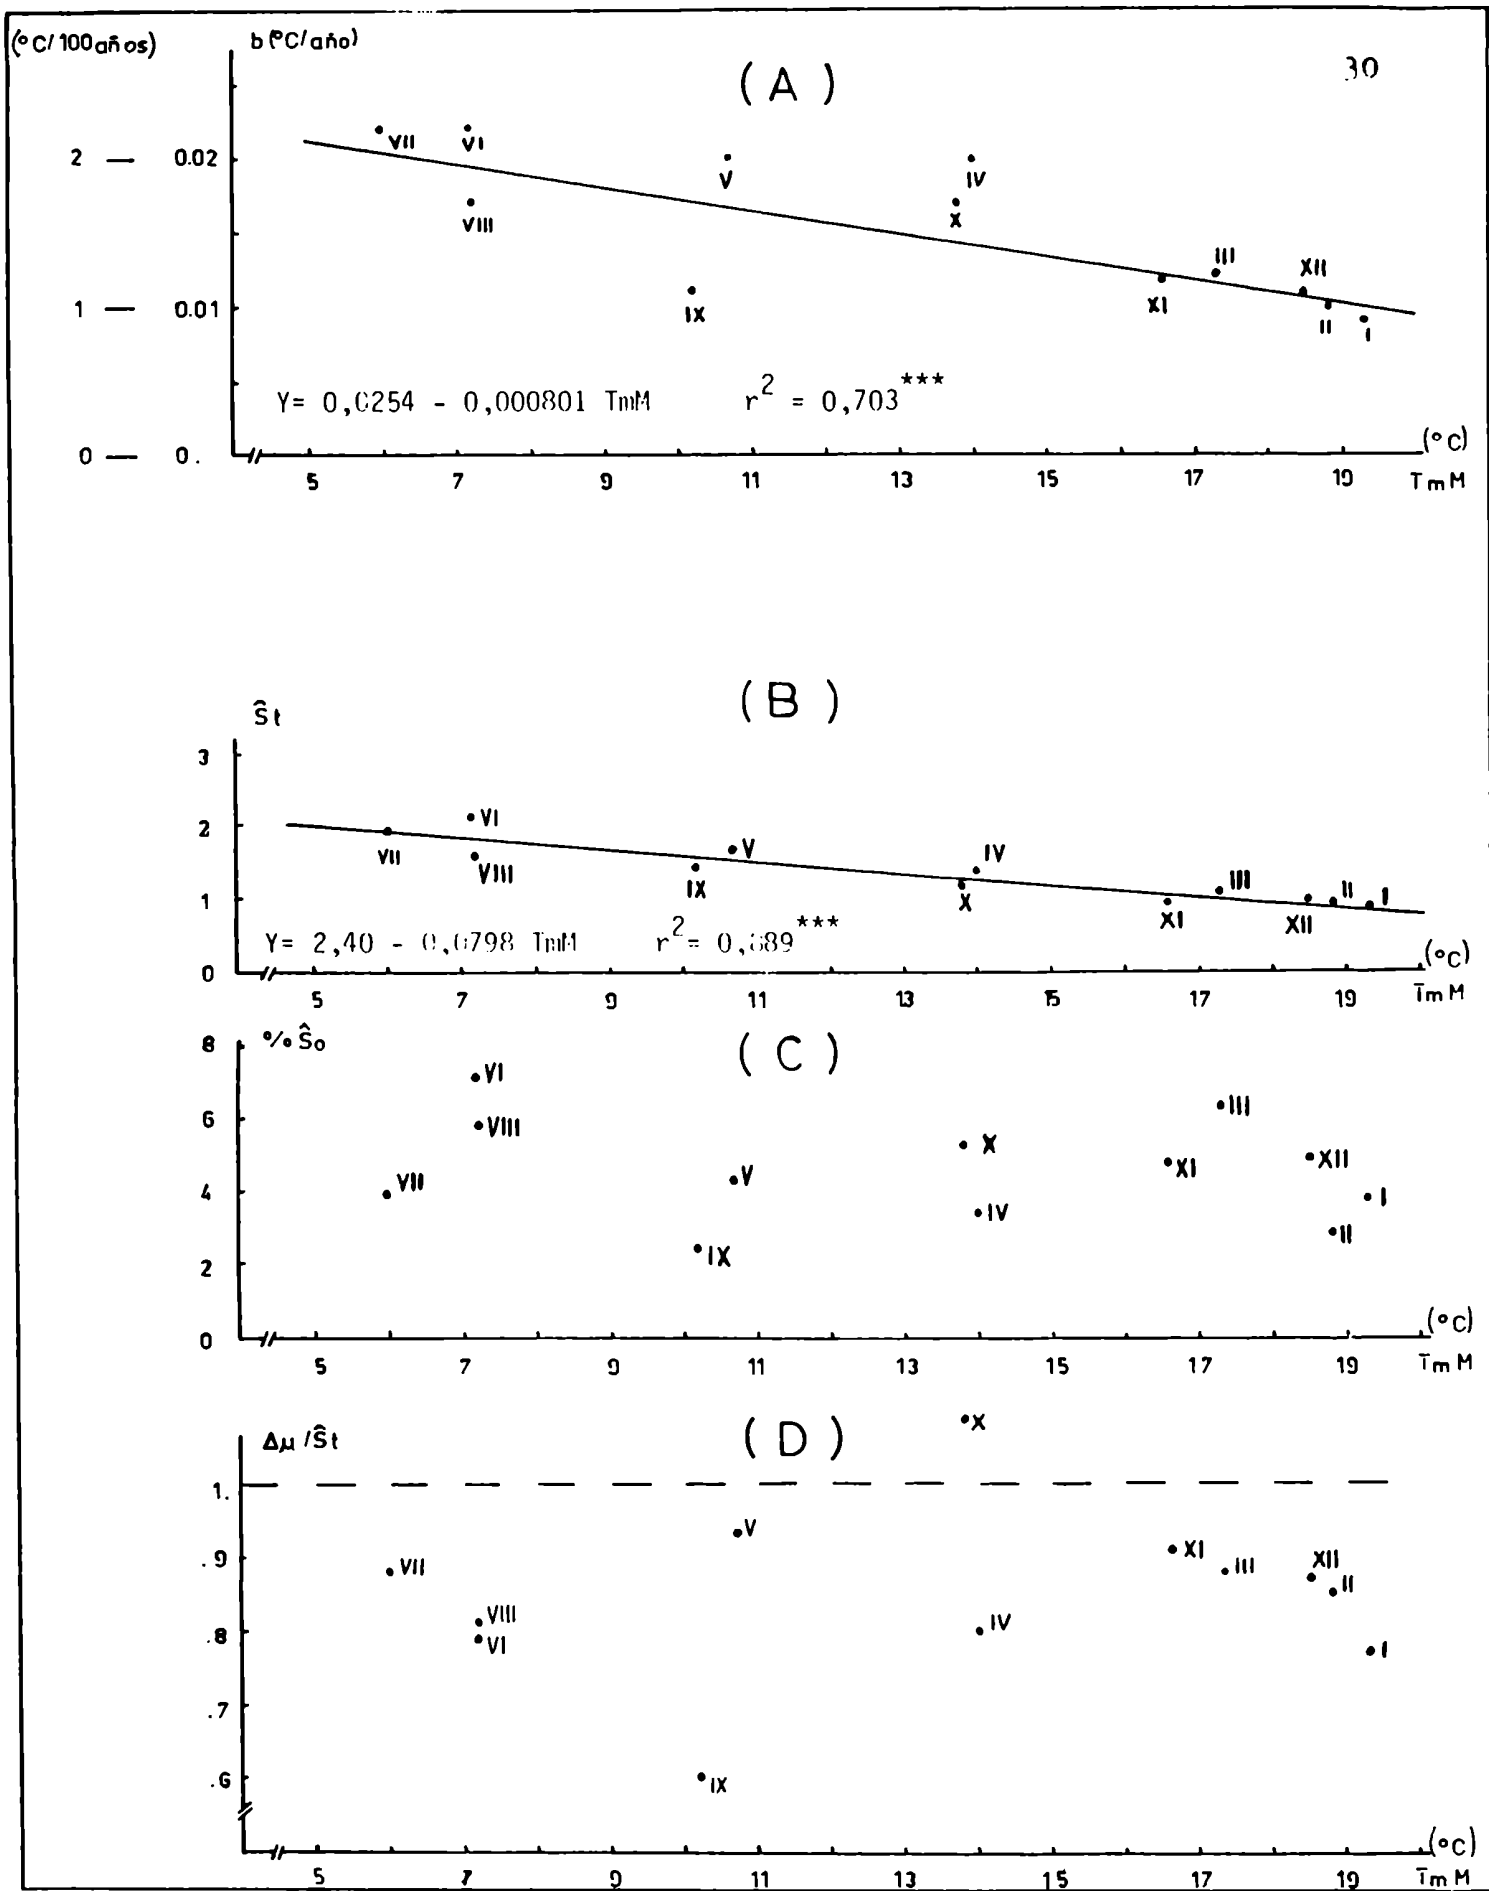 30
(°C/100años) b(°C/año) (A)
VII VI V IV
2 — 0.02
VIII X
III XII
1 — 0.01
IX XI II I
Y= 0,0254 - 0,000801 TmM r² = 0,703***
0 — 0. (°C)
5 7 9 11 13 15 17 19 TmM
(B)
Ŝt
3
2 VI
VII VIII V IV
IX X III II I
1 XI XII
Y= 2,40 - 0,0798 TmM
0 (°C)
5 7 9 11 13 15 17 19 TmM
8 % Ŝo (C)
VI
6 VIII III
X XI XII
4 VII V IV I
II
2 IX
0 (°C)
5 7 9 11 13 15 17 19 TmM
X
Δμ/Ŝt (D)
1.
V
.9 VII XI III XII II
VIII
.8 VI IV I
.7
.6 IX
(°C)
5 7 9 11 13 15 17 19 TmM